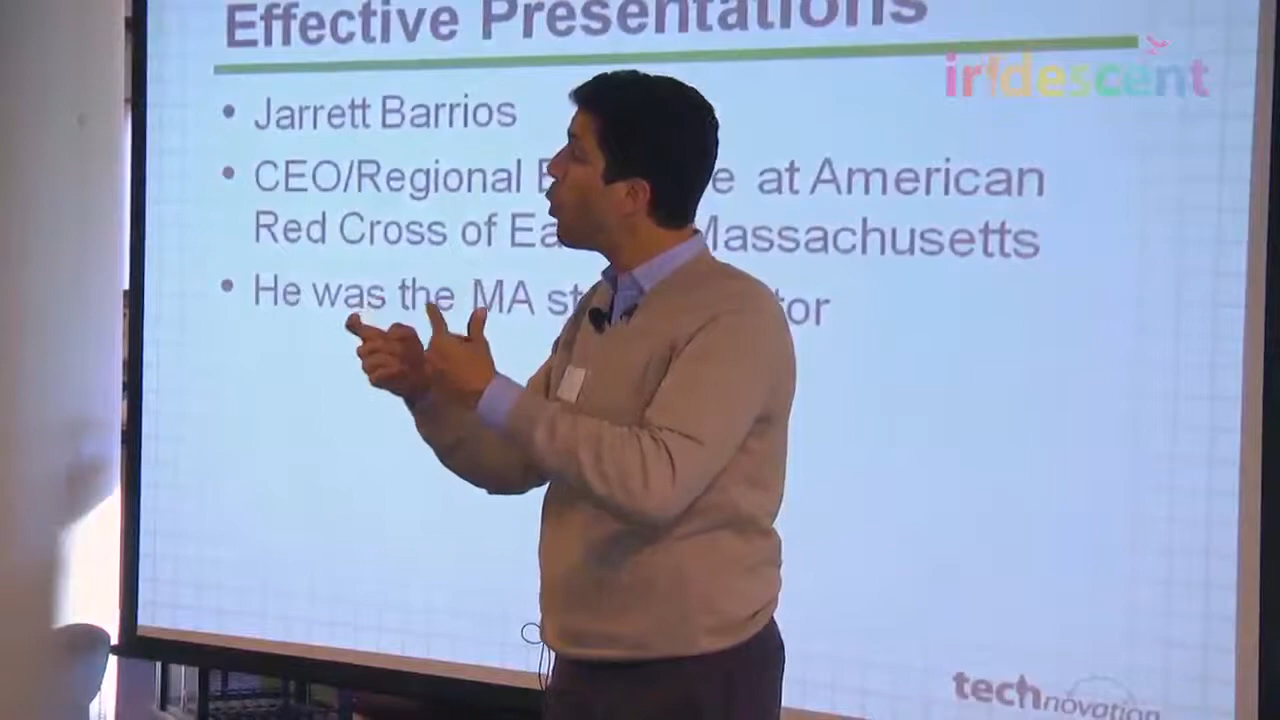 Effective Presentations
iridescent
• Jarrett Barrios
• CEO/Regional E e at American
Red Cross of Ea Massachusetts
• He was the MA st tor
technovation